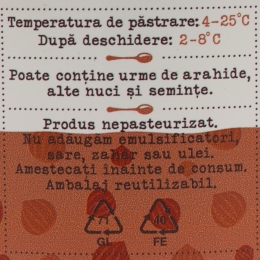 Temperatura de păstrare: 4-25°C
După deschidere: 2-8°C
Poate conține urme de arahide,
alte nuci și semințe.
Produs nepasteurizat.
Nu adăugăm emulsificatori,
sare, zahăr sau ulei.
Amestecați înainte de consum.
Ambalaj reutilizabil.
71 40
GL FE